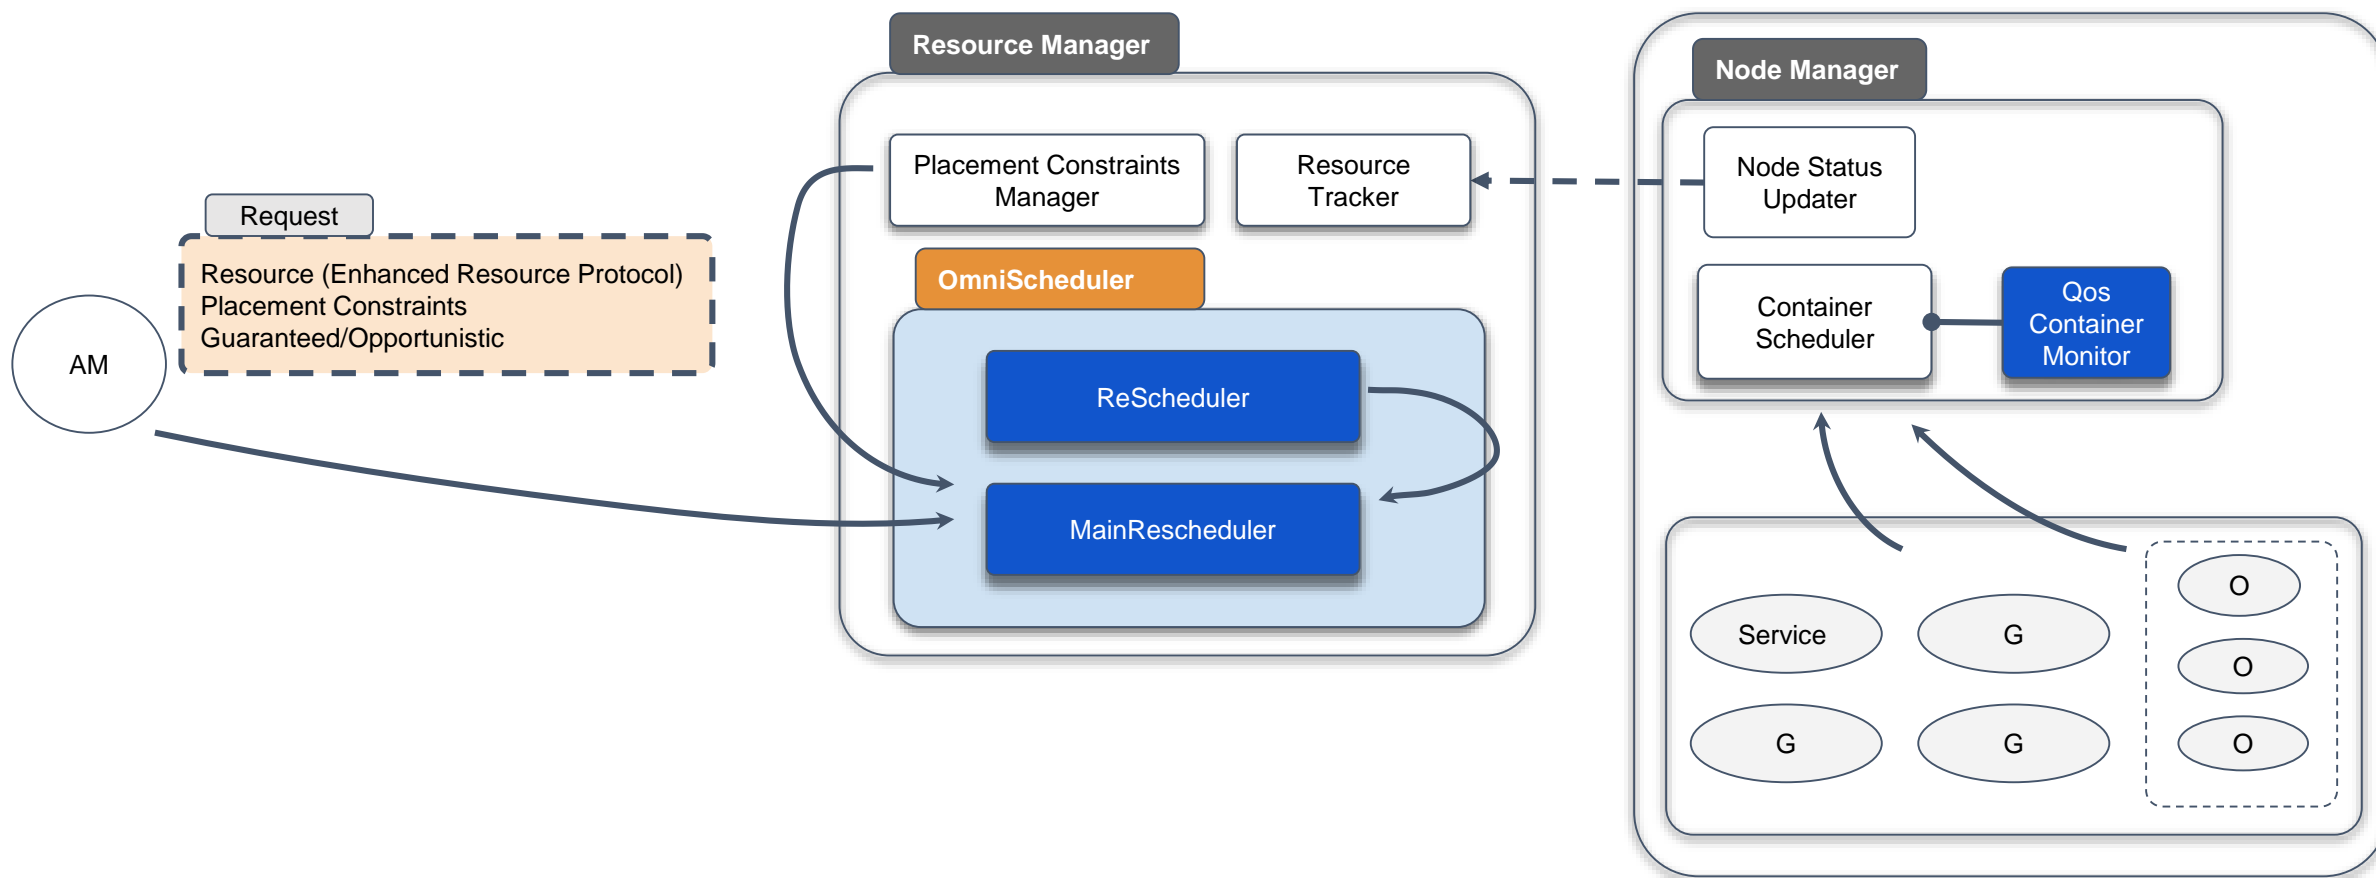 AM
Request
Resource (Enhanced Resource Protocol)
Placement Constraints
Guaranteed/Opportunistic
Resource Manager
Placement Constraints
Manager
Resource
Tracker
OmniScheduler
ReScheduler
MainRescheduler
Node Manager
Node Status
Updater
Container
Scheduler
Qos
Container
Monitor
Service
G
G
G
O
O
O